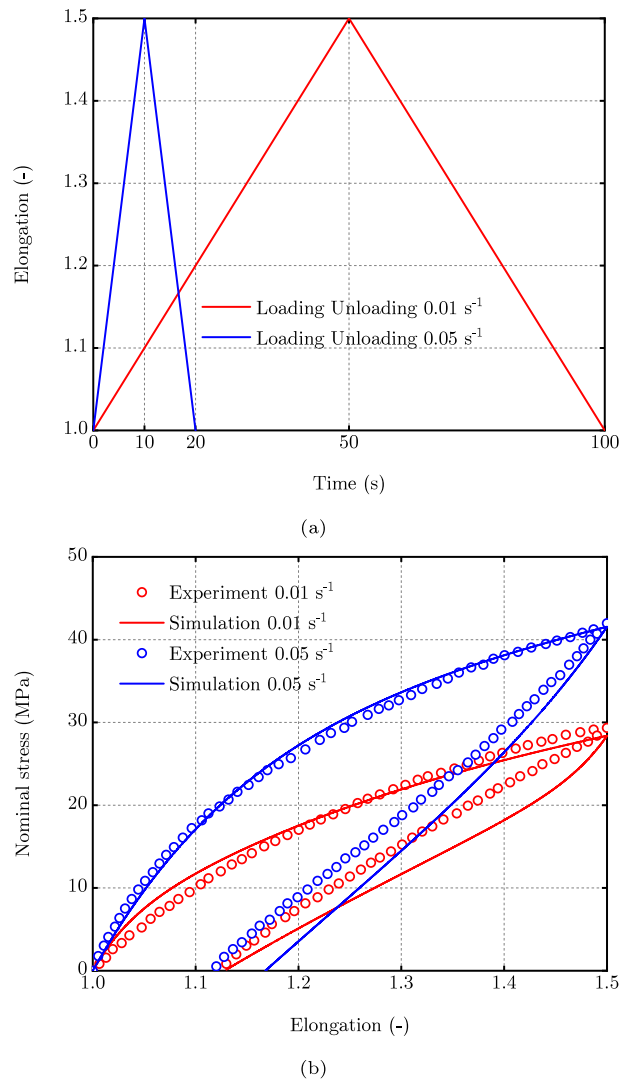 1.5
1.4
1.3
1.2
1.1
1.0
Elongation (-)
Loading Unloading 0.01 s-1
Loading Unloading 0.05 s-1
0 10 20 50 100
Time (s)
(a)
50
40
30
20
10
0
Nominal stress (MPa)
Experiment 0.01 s-1
Simulation 0.01 s-1
Experiment 0.05 s-1
Simulation 0.05 s-1
1.0 1.1 1.2 1.3 1.4 1.5
Elongation (-)
(b)